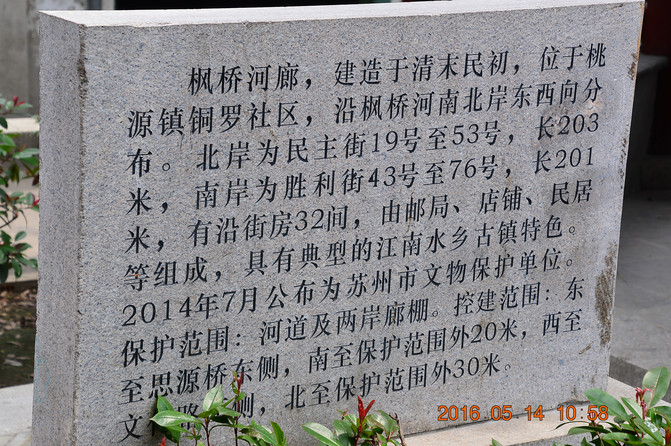 枫桥河廊，建造于清末民初，位于桃
源镇铜罗社区，沿枫桥河南北岸东西向分
布。北岸为民主街19号至53号，长203
米，南岸为胜利街43号至76号，长201
米，有沿街房32间，由邮局、店铺、民居
等组成，具有典型的江南水乡古镇特色。
2014年7月公布为苏州市文物保护单位。
保护范围：河道及两岸廊棚。控建范围：东
至思源桥东侧，南至保护范围外20米，西至
文 路 侧，北至保护范围外30米。
2016.05.14 10:58